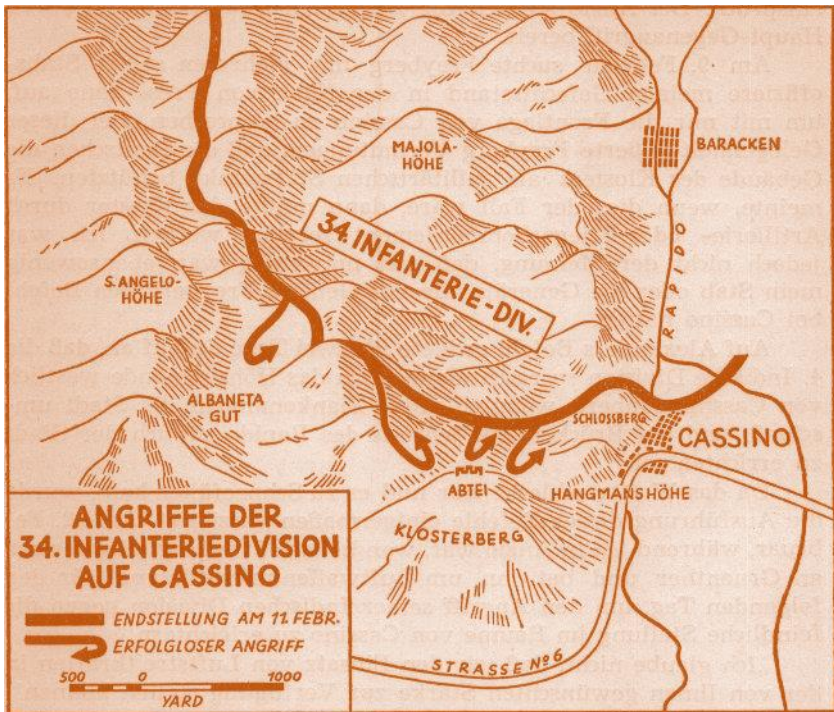 MAJOLA-
HÖHE
BARACKEN
34. INFANTERIE-DIV.
RAPIDO
S. ANGELO-
HÖHE
ALBANETA
GUT
SCHLOSSBERG
CASSINO
ABTEI
HANGMANSHÖHE
KLOSTERBERG
STRASSE No 6
ANGRIFFE DER
34. INFANTERIEDIVISION
AUF CASSINO
ENDSTELLUNG AM 11. FEBR.
ERFOLGLOSER ANGRIFF
500 0 1000
YARD